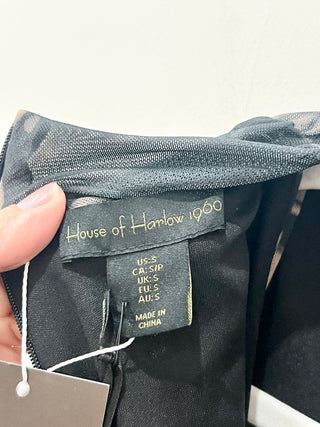 House of Harlow 1960
US:S
CA: S/P
UK: S
EU: S
AU:S
MADE IN
CHINA